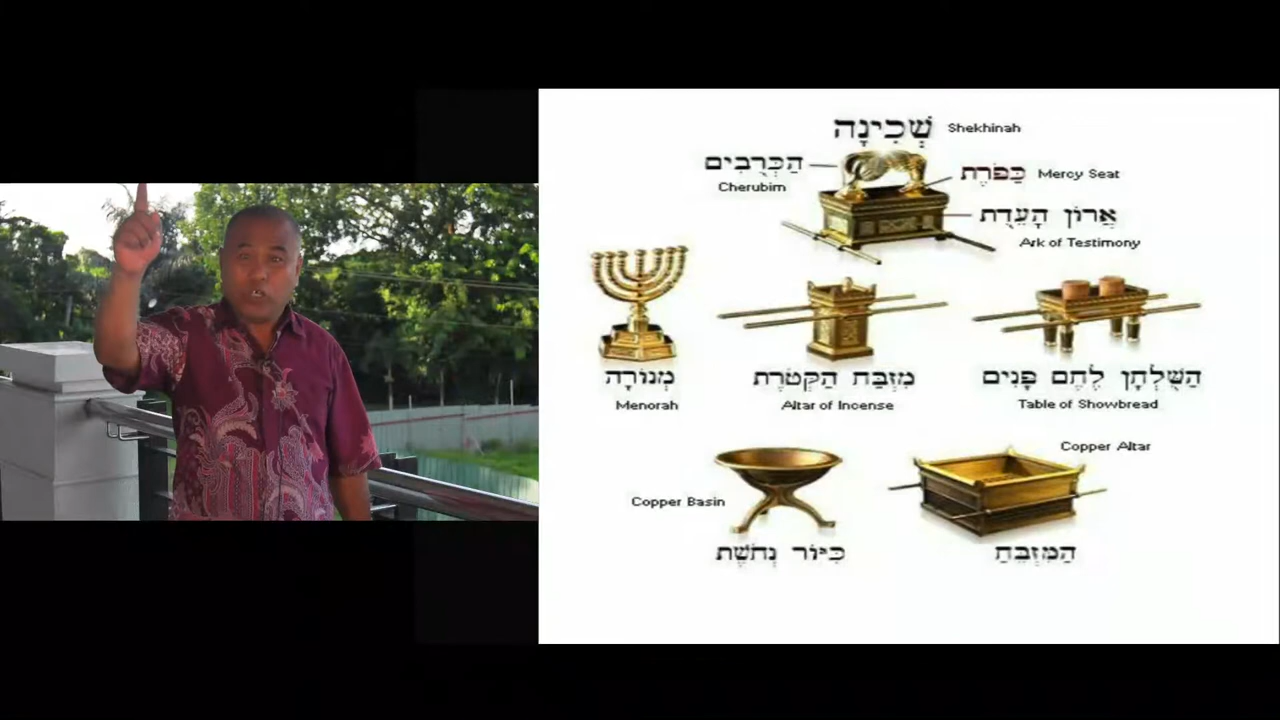 שְׁכִינָה Shekhinah
הַכְּרֻבִים
Cherubim
כַּפֹּרֶת Mercy Seat
אֲרוֹן הָעֵדֻת
Ark of Testimony
מְנוֹרָה
Menorah
מִזְבַּח הַקְּטֹרֶת
Altar of Incense
הַשֻּׁלְחָן לֶחֶם פָּנִים
Table of Showbread
Copper Basin
כִּיּוֹר נְחֹשֶׁת
Copper Altar
הַמִּזְבֵּחַ